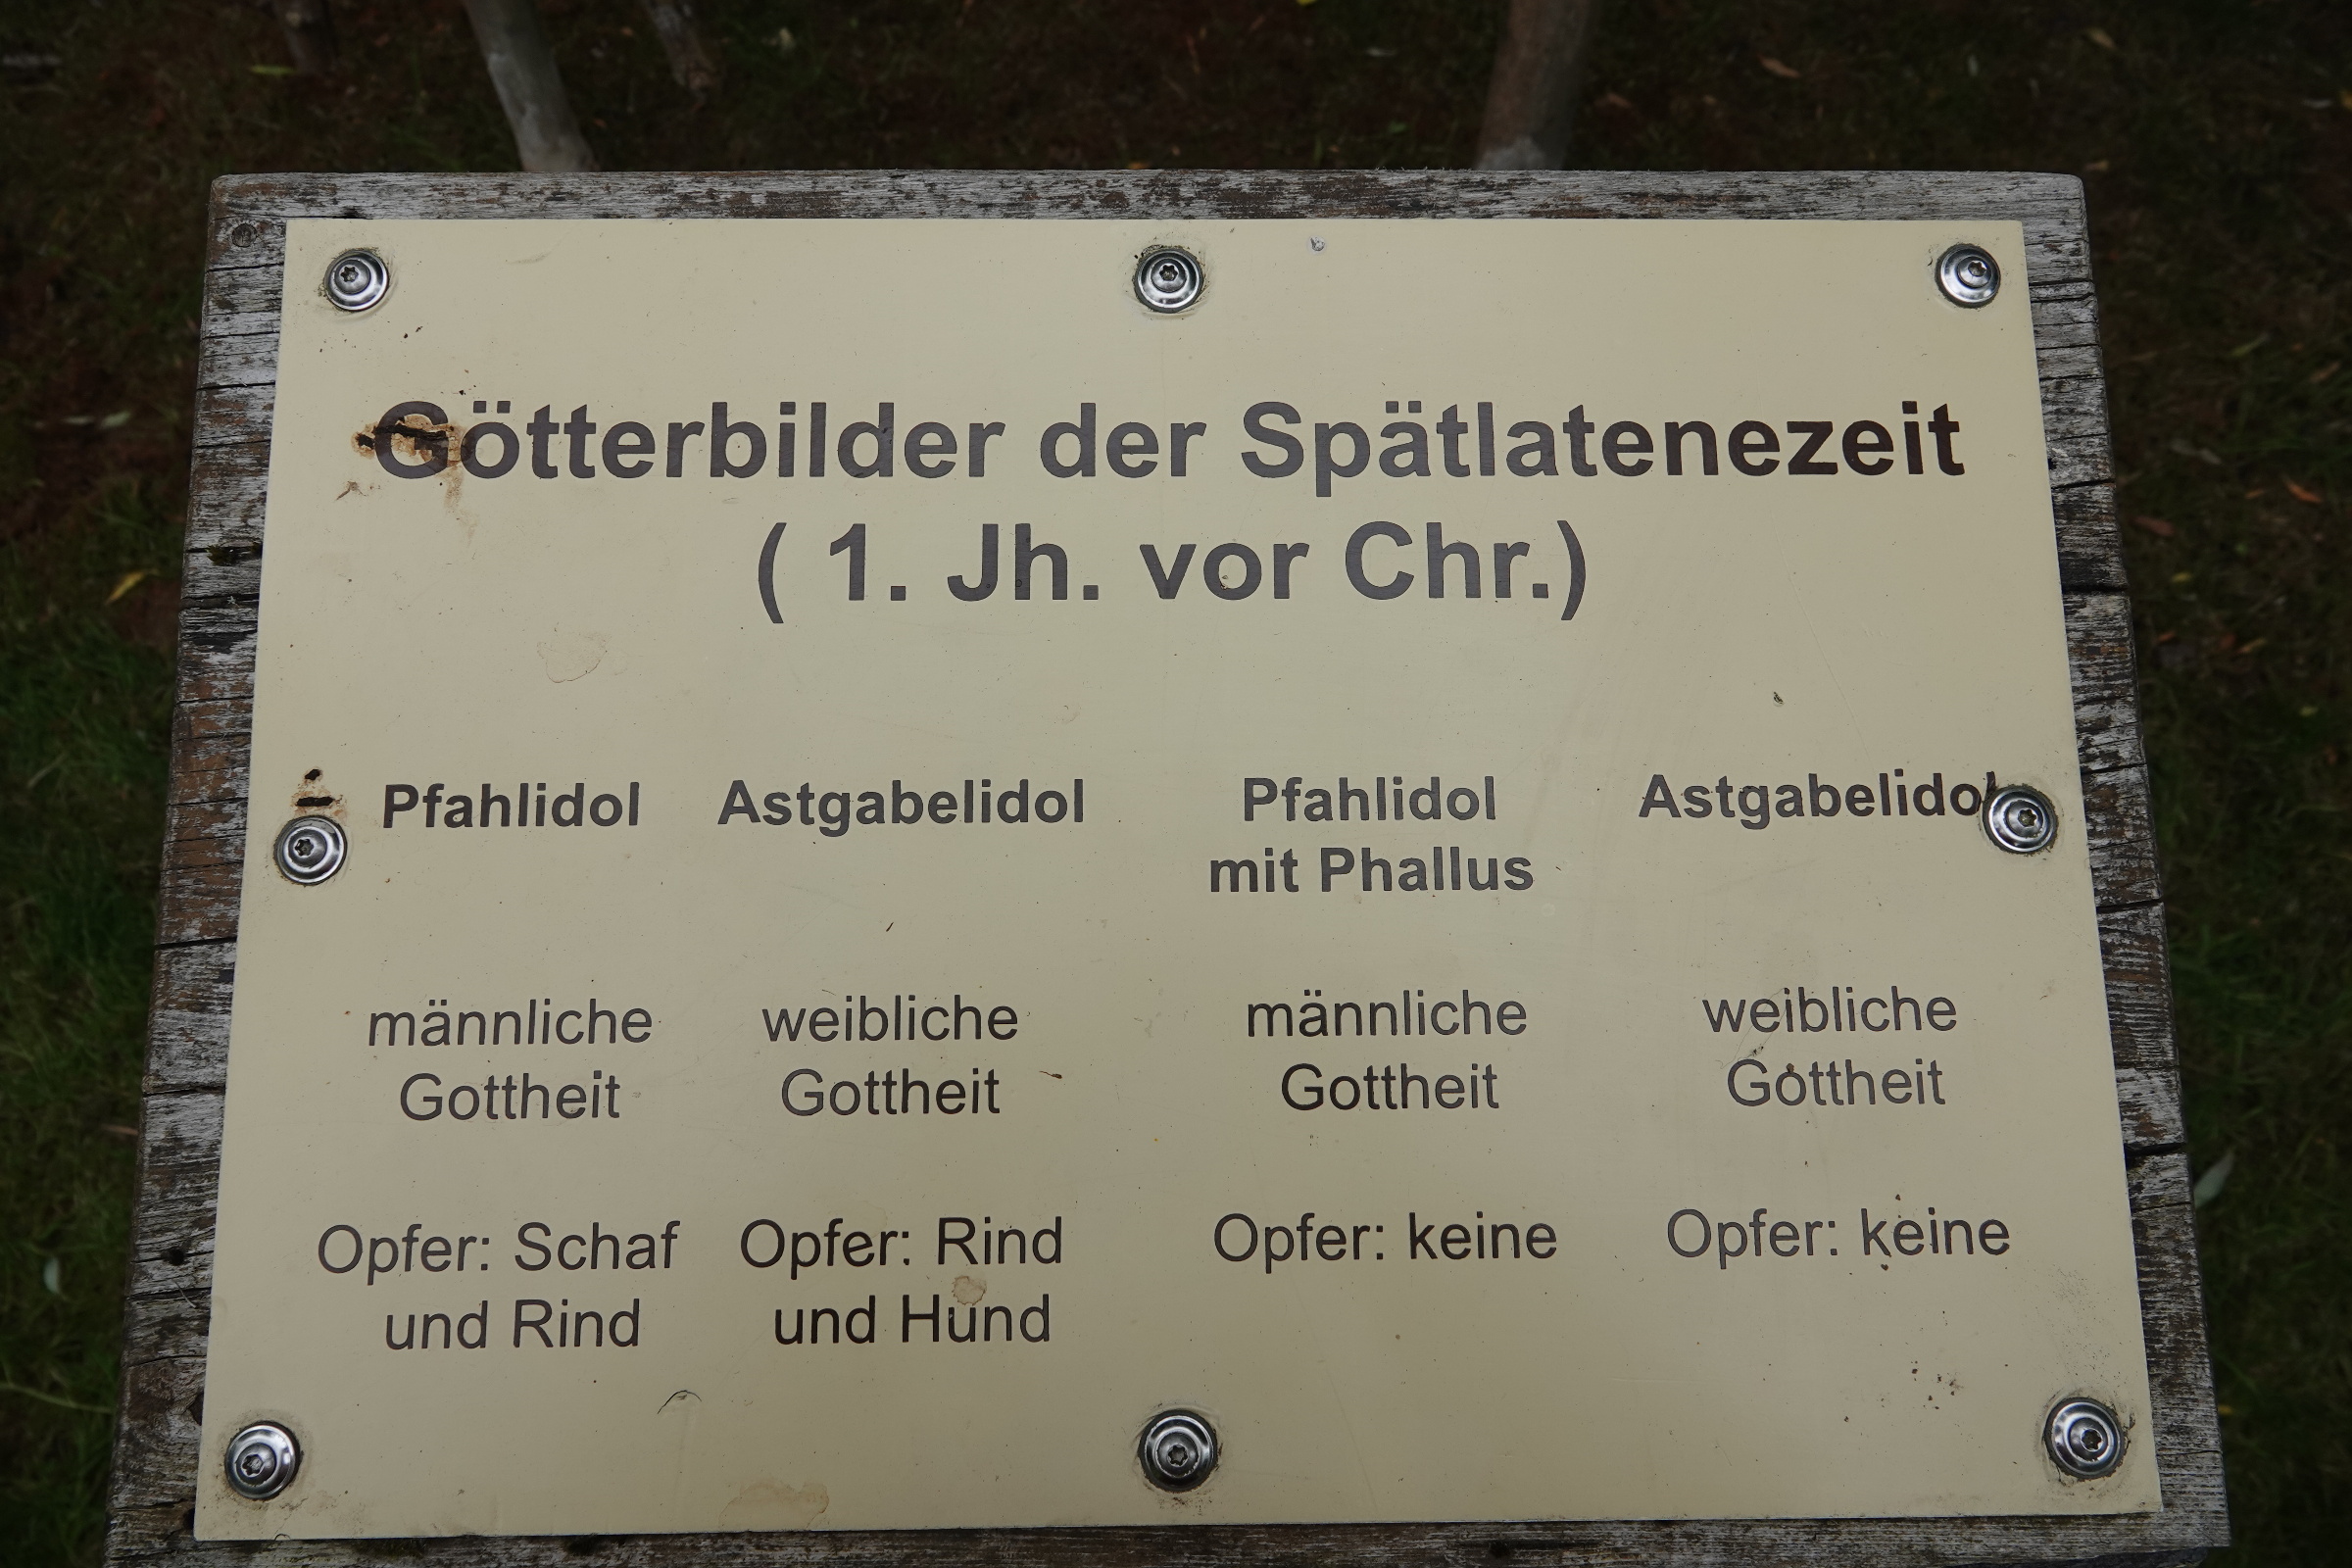 Götterbilder der Spätlatenezeit
( 1. Jh. vor Chr.)
Pfahlidol Astgabelidol Pfahlidol Astgabelidol
mit Phallus
männliche weibliche männliche weibliche
Gottheit Gottheit Gottheit Gottheit
Opfer: Schaf Opfer: Rind Opfer: keine Opfer: keine
und Rind und Hund